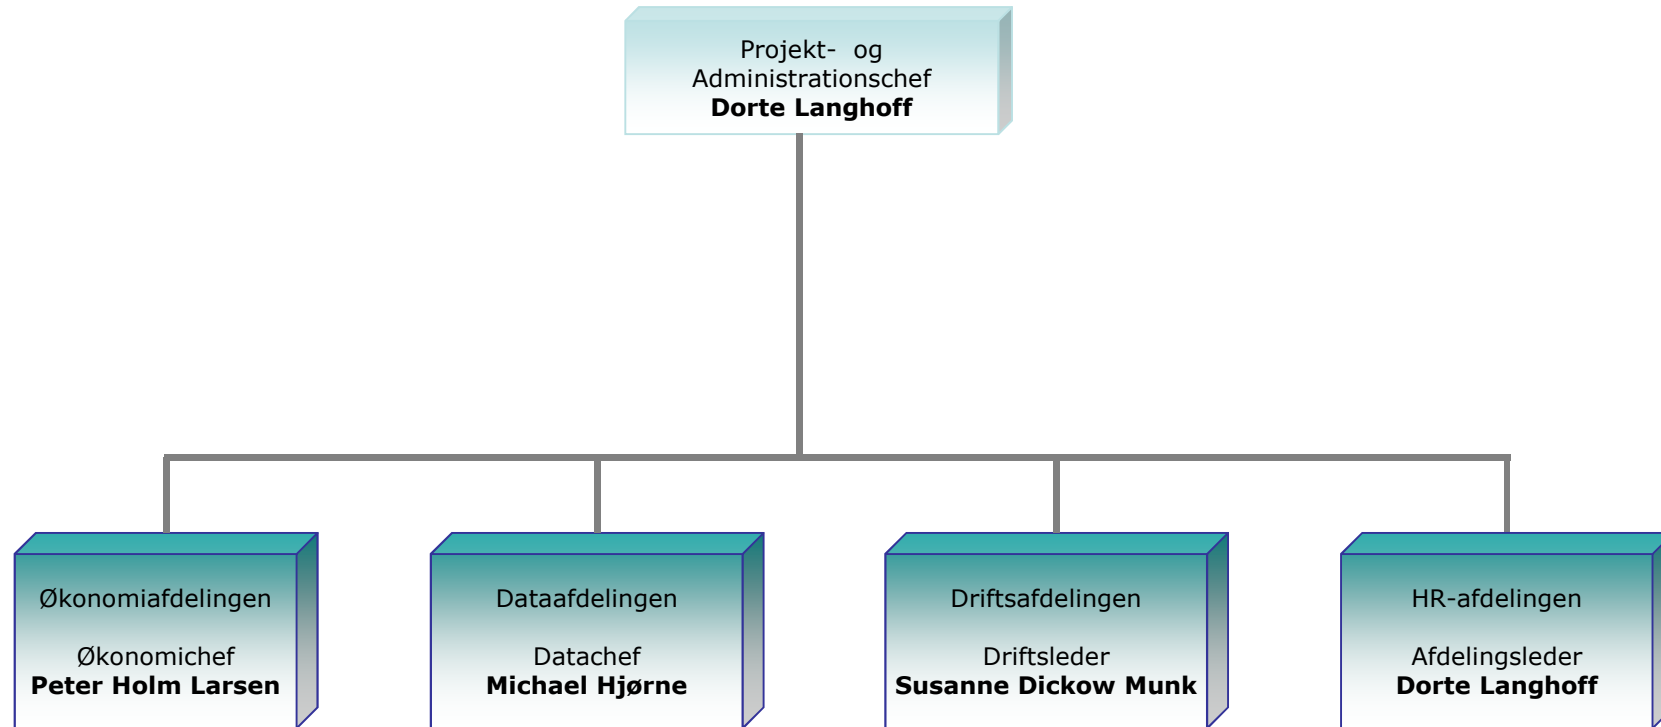 Projekt- og
Administrationschef
Dorte Langhoff
Økonomiafdelingen
Økonomichef
Peter Holm Larsen
Dataafdelingen
Datachef
Michael Hjørne
Driftsafdelingen
Driftsleder
Susanne Dickow Munk
HR-afdelingen
Afdelingsleder
Dorte Langhoff